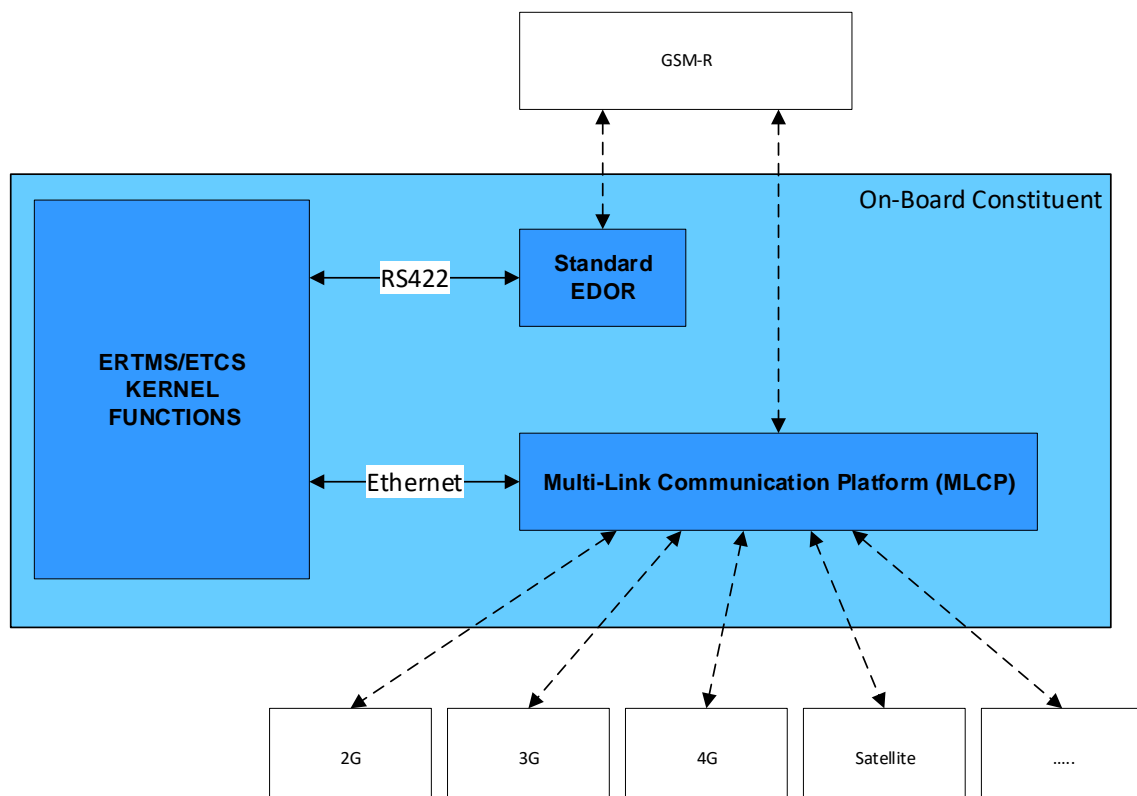 GSM-R
On-Board Constituent
Standard
EDOR
RS422
ERTMS/ETCS
KERNEL
FUNCTIONS
Ethernet
Multi-Link Communication Platform (MLCP)
2G
3G
4G
Satellite
.....